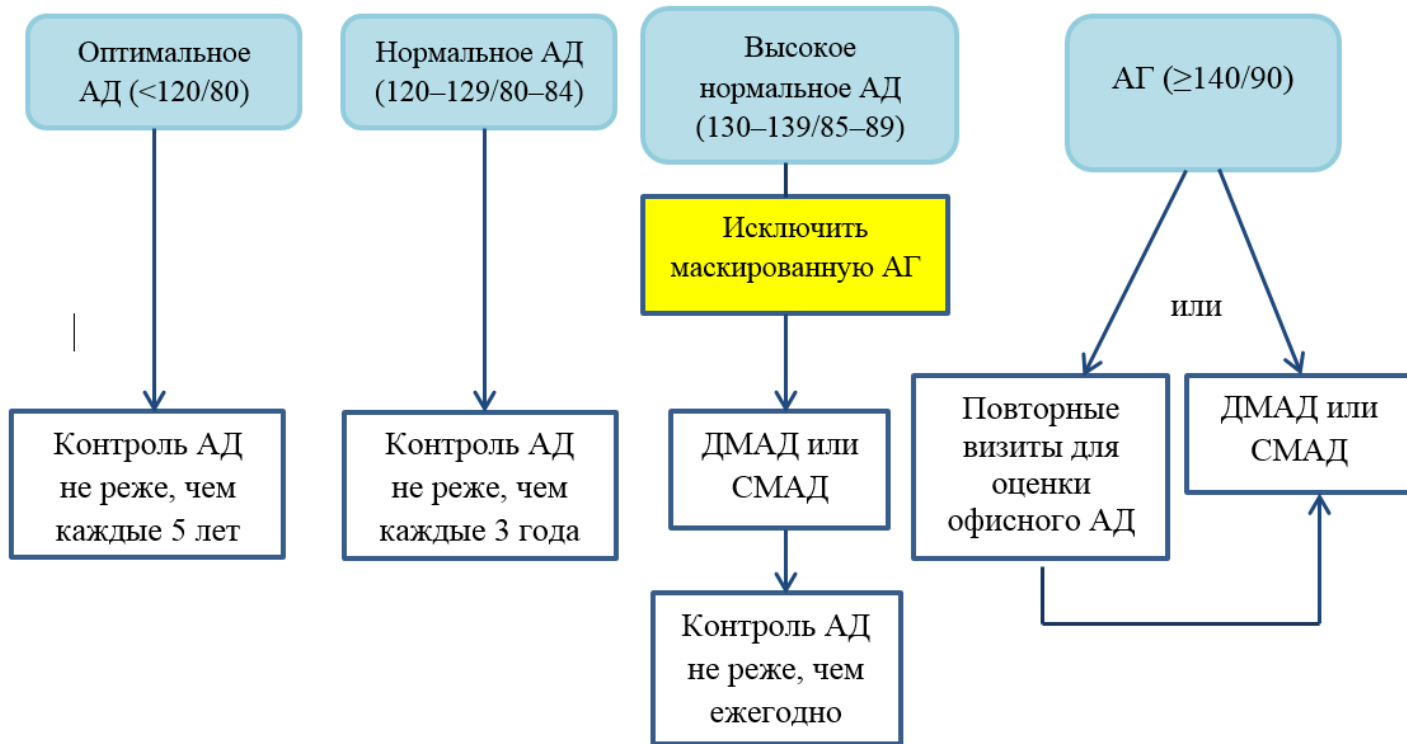 Оптимальное
АД (<120/80)
Нормальное АД
(120–129/80–84)
Высокое
нормальное АД
(130–139/85–89)
АГ (≥140/90)
Исключить
маскированную АГ
или
Контроль АД
не реже, чем
каждые 5 лет
Контроль АД
не реже, чем
каждые 3 года
ДМАД или
СМАД
Повторные
визиты для
оценки
офисного АД
ДМАД или
СМАД
Контроль АД
не реже, чем
ежегодно